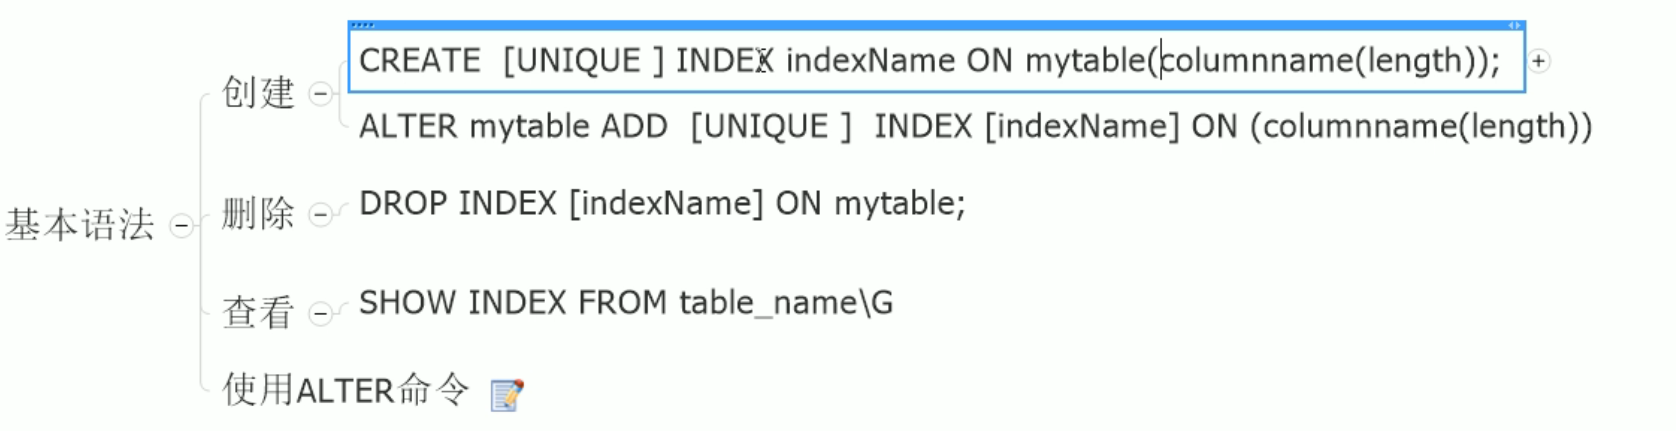 基本语法
创建
CREATE  [UNIQUE ] INDEX indexName ON mytable(columnname(length));
ALTER mytable ADD  [UNIQUE ]  INDEX [indexName] ON (columnname(length))
删除
DROP INDEX [indexName] ON mytable;
查看
SHOW INDEX FROM table_name\G
使用ALTER命令